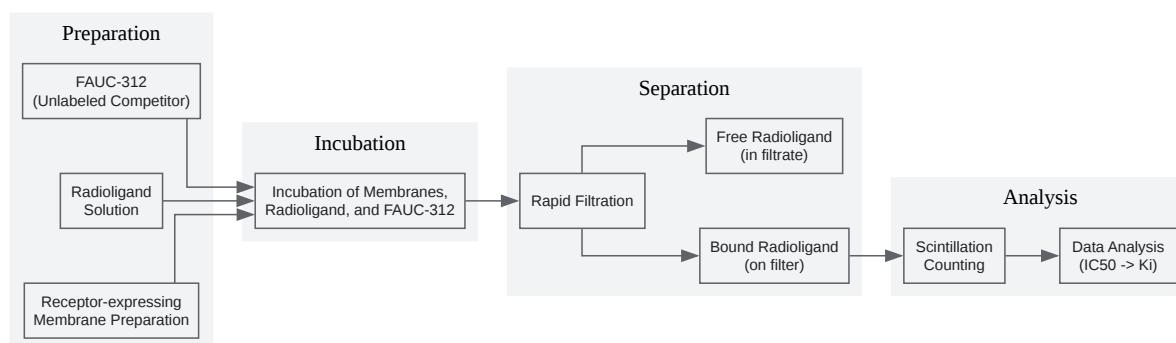 Preparation
FAUC-312
(Unlabeled Competitor)
Radioligand
Solution
Receptor-expressing
Membrane Preparation
Incubation
Incubation of Membranes,
Radioligand, and FAUC-312
Separation
Rapid Filtration
Free Radioligand
(in filtrate)
Bound Radioligand
(on filter)
Analysis
Scintillation
Counting
Data Analysis
(IC50 -> Ki)